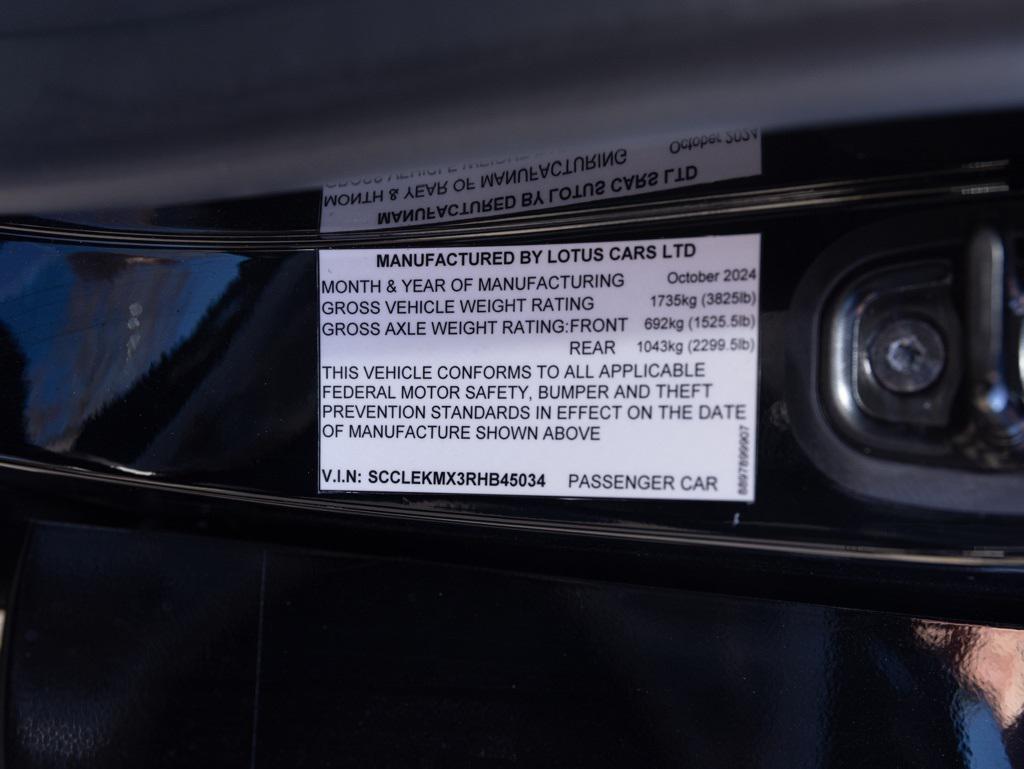 MANUFACTURED BY LOTUS CARS LTD
MONTH & YEAR OF MANUFACTURING October 2024
GROSS VEHICLE WEIGHT RATING 1735kg (3825lb)
GROSS AXLE WEIGHT RATING:FRONT 692kg (1525.5lb)
REAR 1043kg (2299.5lb)
THIS VEHICLE CONFORMS TO ALL APPLICABLE
FEDERAL MOTOR SAFETY, BUMPER AND THEFT
PREVENTION STANDARDS IN EFFECT ON THE DATE
OF MANUFACTURE SHOWN ABOVE
V.I.N: SCCLEKMX3RHB45034 PASSENGER CAR